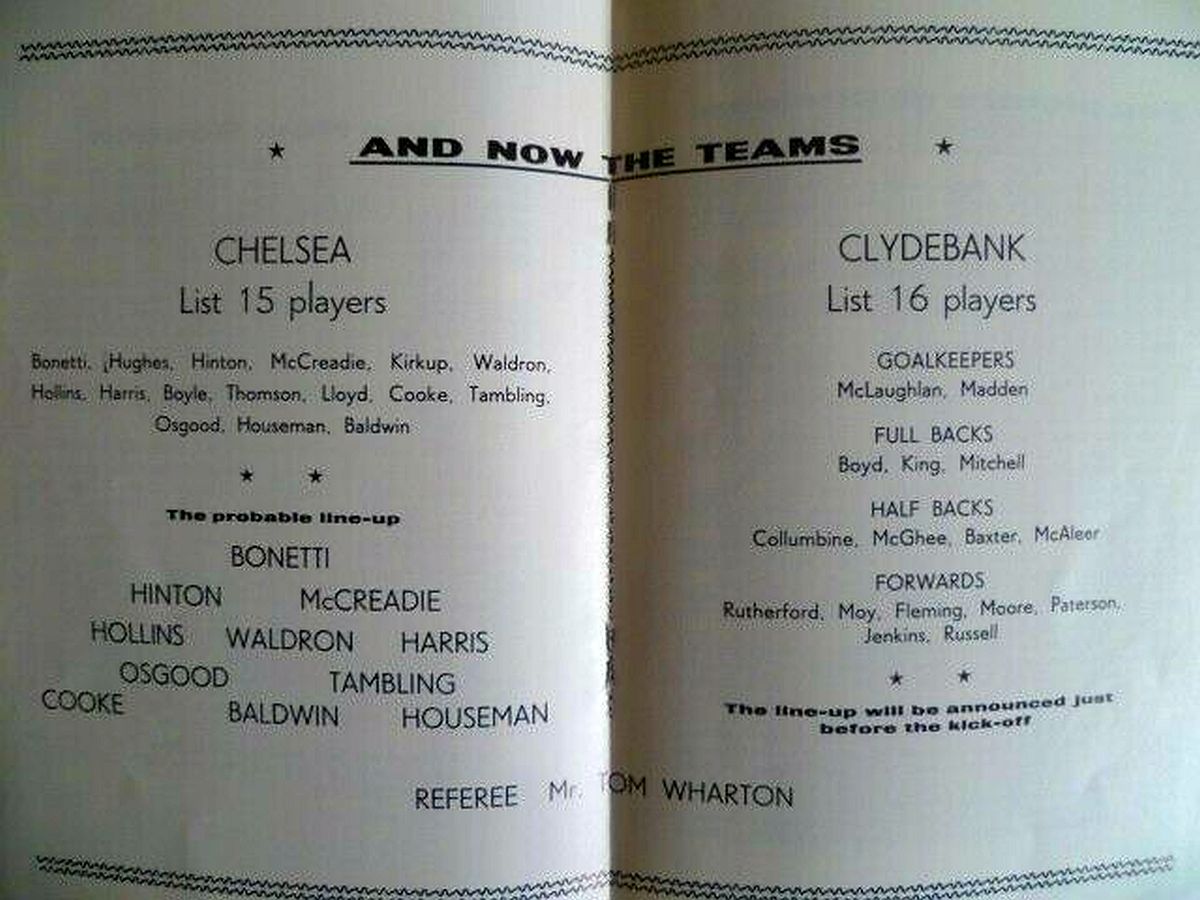 AND NOW THE TEAMS
CHELSEA
List 15 players
Bonetti, Hughes, Hinton, McCreadie, Kirkup, Waldron,
Hollins, Harris, Boyle, Thomson, Lloyd, Cooke, Tambling,
Osgood, Houseman, Baldwin
The probable line-up
BONETTI
HINTON McCREADIE
HOLLINS WALDRON HARRIS
OSGOOD TAMBLING
COOKE BALDWIN HOUSEMAN
CLYDEBANK
List 16 players
GOALKEEPERS
McLaughlan, Madden
FULL BACKS
Boyd, King, Mitchell
HALF BACKS
Collumbine, McGhee, Baxter, McAleer
FORWARDS
Rutherford, Moy, Fleming, Moore, Paterson,
Jenkins, Russell
The line-up will be announced just
before the kick-off
REFEREE Mr. TOM WHARTON